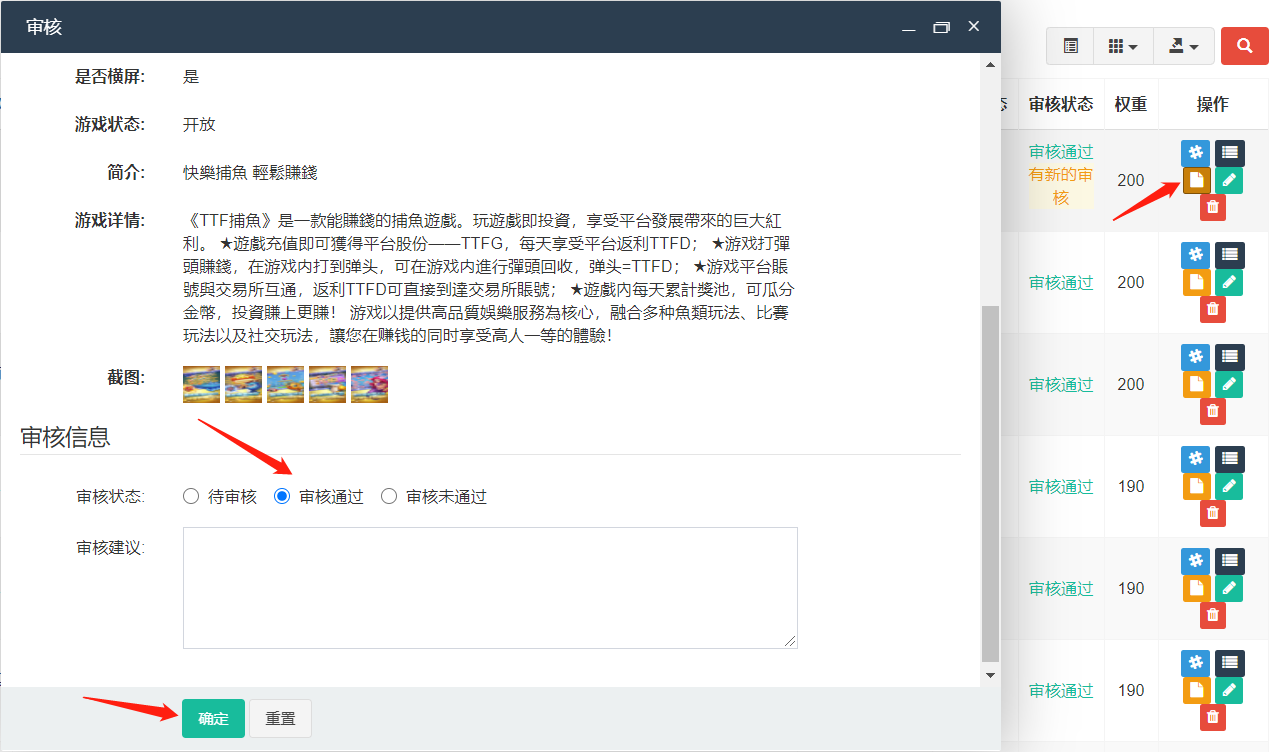 审核
是否横屏: 是
游戏状态: 开放
简介: 快樂捕魚 輕鬆賺錢
游戏详情: 《TTF捕魚》是一款能賺錢的捕魚遊戲。玩遊戲即投資，享受平台發展帶來的巨大紅
利。 ★遊戲充值即可獲得平台股份——TTFG，每天享受平台返利TTFD； ★游戏打彈
頭賺錢，在游戏内打到弹头，可在游戏内進行彈頭回收，弹头=TTFD； ★游戏平台賬
號與交易所互通，返利TTFD可直接到達交易所賬號； ★遊戲內每天累計獎池，可瓜分
金幣，投資賺上更賺！ 游戏以提供高品質娛樂服務為核心，融合多种魚類玩法、比賽
玩法以及社交玩法，讓您在赚钱的同时享受高人一等的體驗！
截图:
审核信息
审核状态: 待审核 审核通过 审核未通过
审核建议:
确定 重置
审核状态 权重 操作
审核通过
有新的审
核
200
审核通过 200
审核通过 200
审核通过 190
审核通过 190
审核通过 190